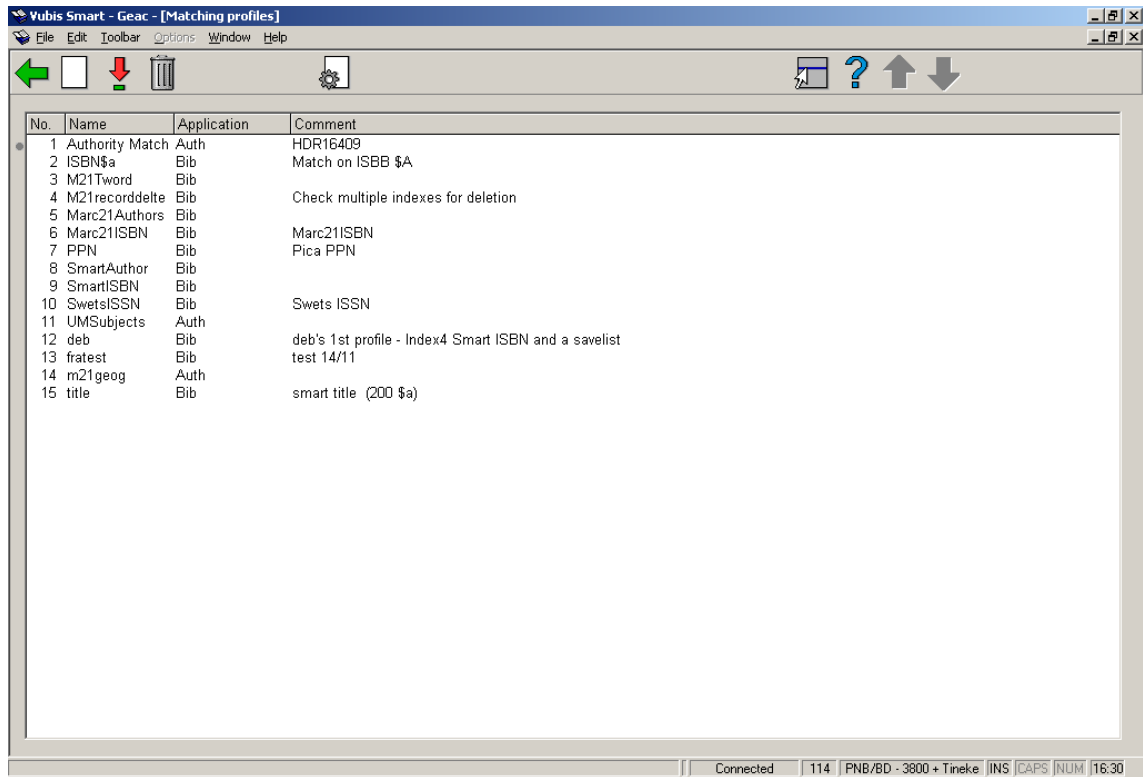 Vubis Smart - Geac - [Matching profiles]
File Edit Toolbar Options Window Help
No. Name Application Comment
1 Authority Match Auth HDR16409
2 ISBN$a Bib Match on ISBB $A
3 M21Tword Bib
4 M21recorddelte Bib Check multiple indexes for deletion
5 Marc21Authors Bib
6 Marc21ISBN Bib Marc21ISBN
7 PPN Bib Pica PPN
8 SmartAuthor Bib
9 SmartISBN Bib
10 SwetsISSN Bib Swets ISSN
11 UMSubjects Auth
12 deb Bib deb's 1st profile - Index4 Smart ISBN and a savelist
13 fratest Bib test 14/11
14 m21geog Auth
15 title Bib smart title (200 $a)
Connected 114 PNB/BD - 3800 + Tineke INS CAPS NUM 16:30